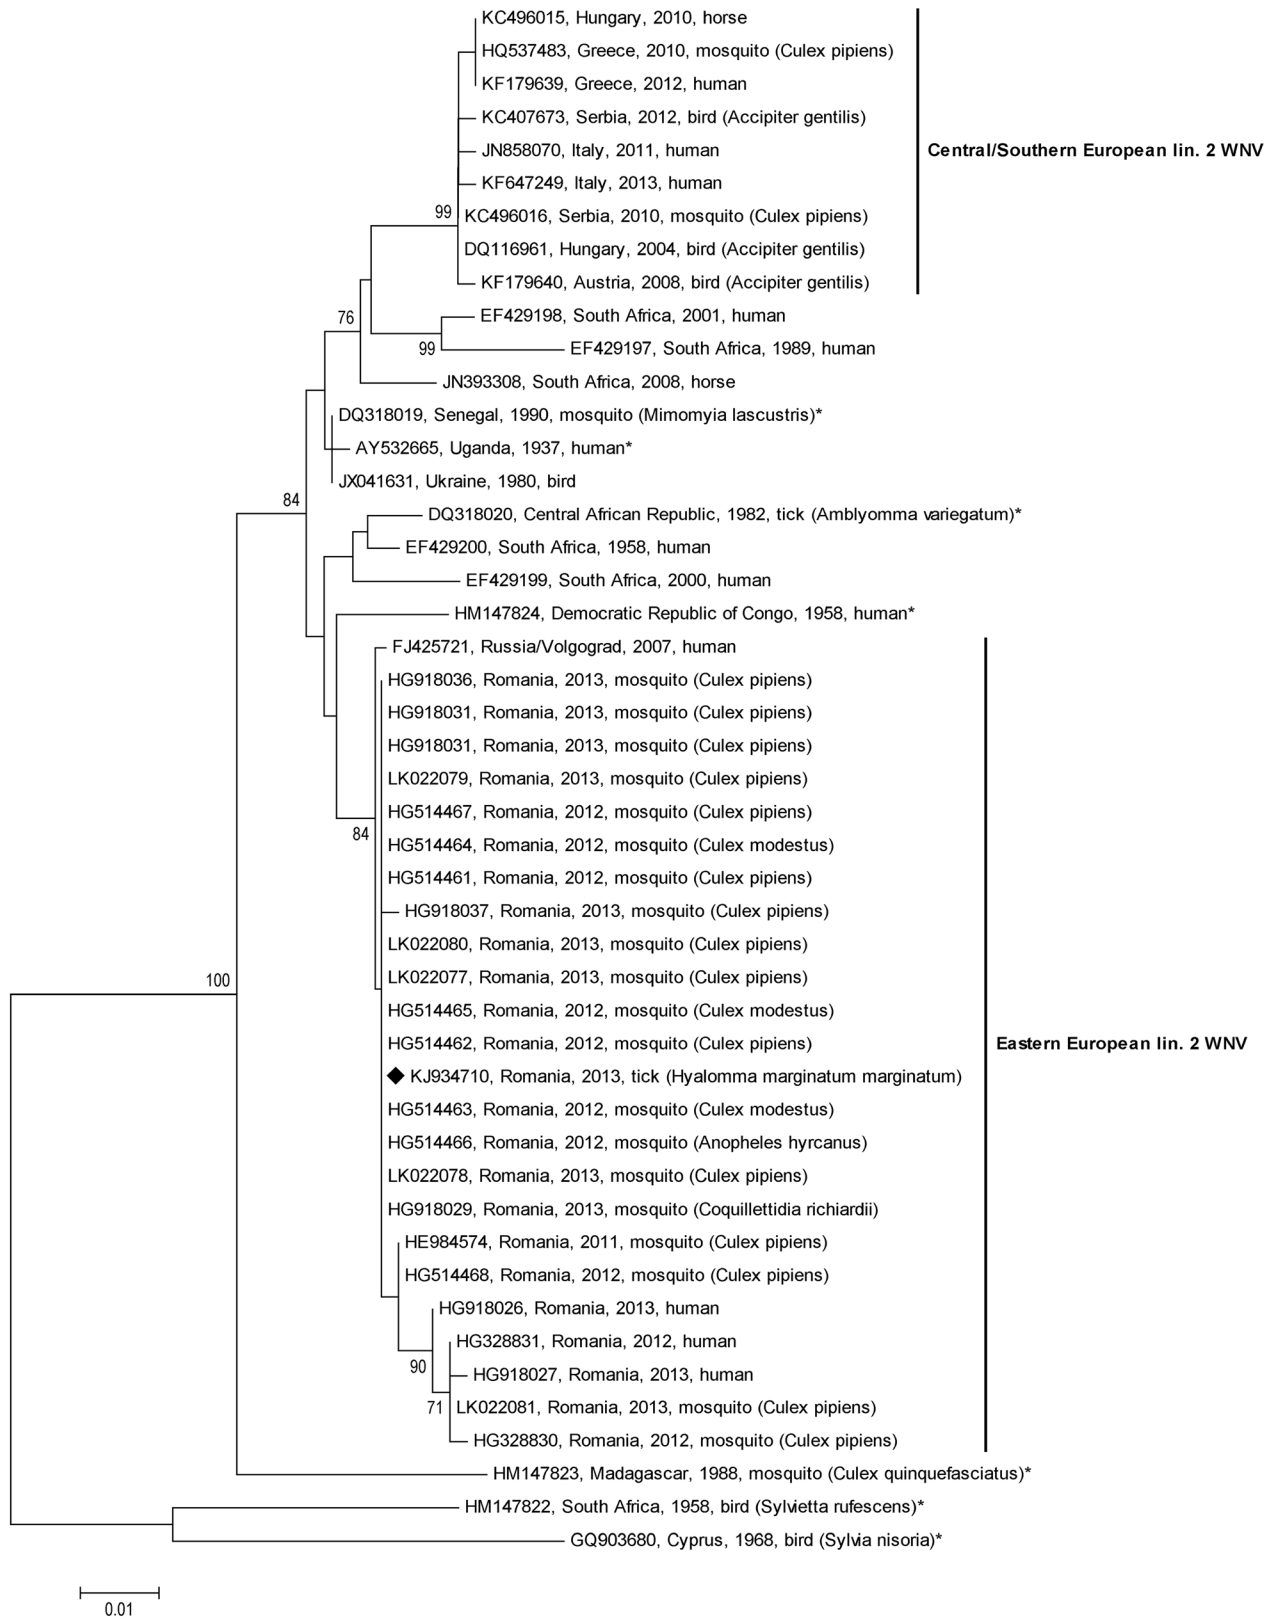 KC496015, Hungary, 2010, horse
HQ537483, Greece, 2010, mosquito (Culex pipiens)
KF179639, Greece, 2012, human
KC407673, Serbia, 2012, bird (Accipiter gentilis)
JN858070, Italy, 2011, human
Central/Southern European lin. 2 WNV
KF647249, Italy, 2013, human
99
KC496016, Serbia, 2010, mosquito (Culex pipiens)
DQ116961, Hungary, 2004, bird (Accipiter gentilis)
KF179640, Austria, 2008, bird (Accipiter gentilis)
76
EF429198, South Africa, 2001, human
99
EF429197, South Africa, 1989, human
JN393308, South Africa, 2008, horse
DQ318019, Senegal, 1990, mosquito (Mimomyia lascustris)*
AY532665, Uganda, 1937, human*
JX041631, Ukraine, 1980, bird
84
DQ318020, Central African Republic, 1982, tick (Amblyomma variegatum)*
EF429200, South Africa, 1958, human
EF429199, South Africa, 2000, human
HM147824, Democratic Republic of Congo, 1958, human*
FJ425721, Russia/Volgograd, 2007, human
HG918036, Romania, 2013, mosquito (Culex pipiens)
HG918031, Romania, 2013, mosquito (Culex pipiens)
HG918031, Romania, 2013, mosquito (Culex pipiens)
LK022079, Romania, 2013, mosquito (Culex pipiens)
HG514467, Romania, 2012, mosquito (Culex pipiens)
84
HG514464, Romania, 2012, mosquito (Culex modestus)
HG514461, Romania, 2012, mosquito (Culex pipiens)
HG918037, Romania, 2013, mosquito (Culex pipiens)
LK022080, Romania, 2013, mosquito (Culex pipiens)
100
LK022077, Romania, 2013, mosquito (Culex pipiens)
HG514465, Romania, 2012, mosquito (Culex modestus)
HG514462, Romania, 2012, mosquito (Culex pipiens)
Eastern European lin. 2 WNV
KJ934710, Romania, 2013, tick (Hyalomma marginatum marginatum)
HG514463, Romania, 2012, mosquito (Culex modestus)
HG514466, Romania, 2012, mosquito (Anopheles hyrcanus)
LK022078, Romania, 2013, mosquito (Culex pipiens)
HG918029, Romania, 2013, mosquito (Coquillettidia richiardii)
HE984574, Romania, 2011, mosquito (Culex pipiens)
HG514468, Romania, 2012, mosquito (Culex pipiens)
HG918026, Romania, 2013, human
HG328831, Romania, 2012, human
90
HG918027, Romania, 2013, human
71
LK022081, Romania, 2013, mosquito (Culex pipiens)
HG328830, Romania, 2012, mosquito (Culex pipiens)
HM147823, Madagascar, 1988, mosquito (Culex quinquefasciatus)*
HM147822, South Africa, 1958, bird (Sylvietta rufescens)*
GQ903680, Cyprus, 1968, bird (Sylvia nisoria)*
0.01